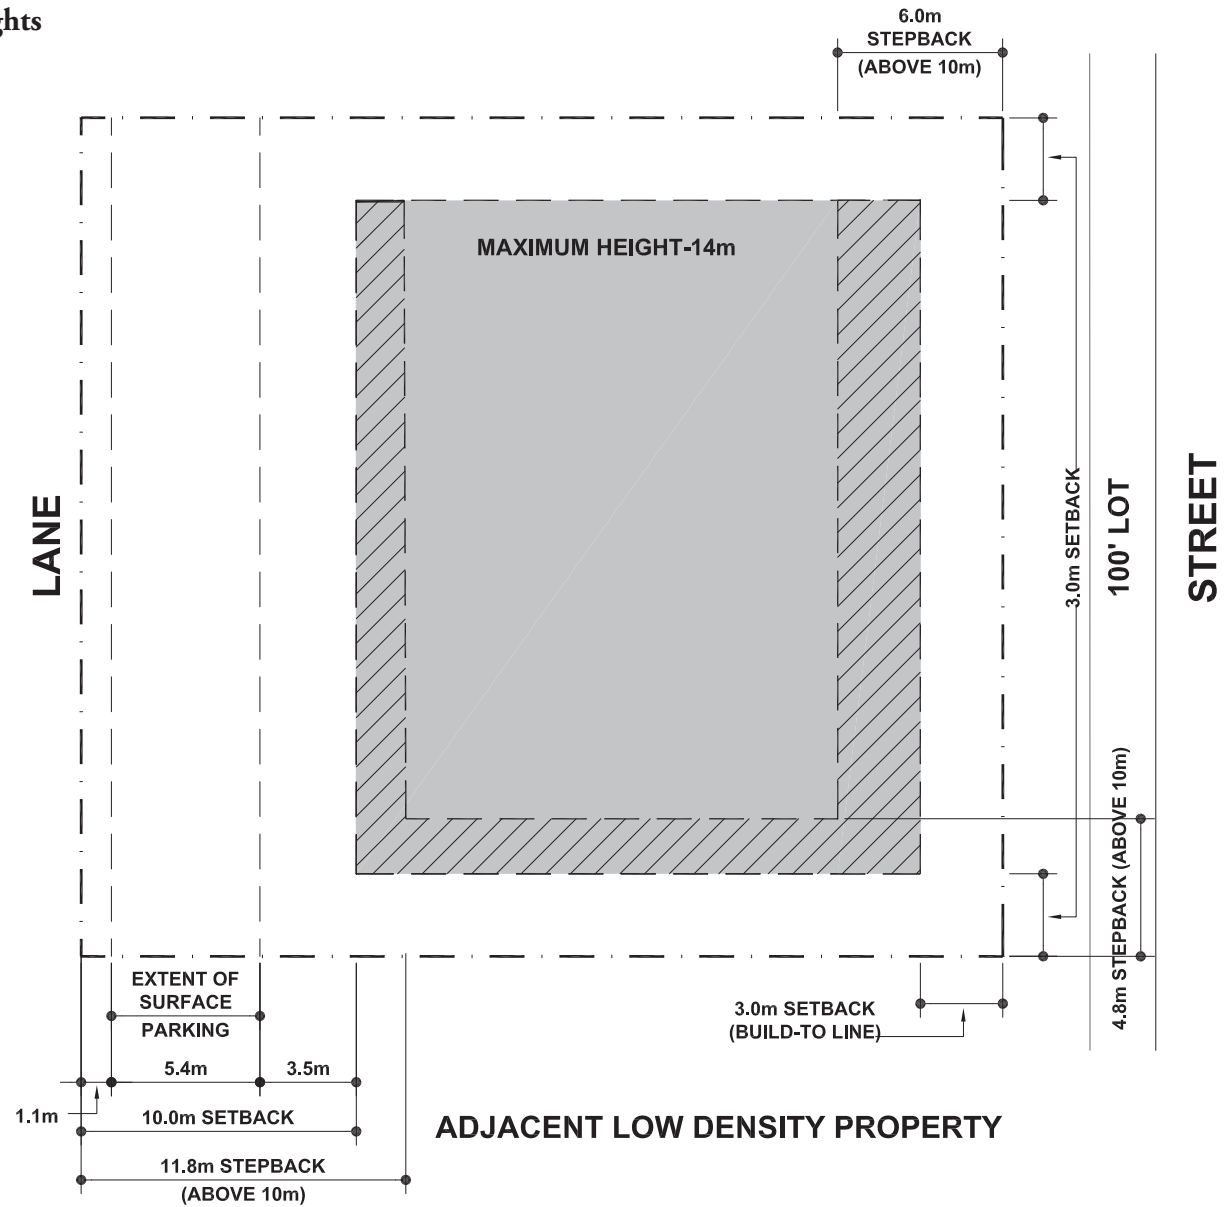 ghts
6.0m
STEPBACK
(ABOVE 10m)
MAXIMUM HEIGHT-14m
LANE
3.0m SETBACK
100' LOT
STREET
4.8m STEPBACK (ABOVE 10m)
EXTENT OF
SURFACE
PARKING
3.0m SETBACK
(BUILD-TO LINE)
5.4m
3.5m
1.1m
10.0m SETBACK
ADJACENT LOW DENSITY PROPERTY
11.8m STEPBACK
(ABOVE 10m)